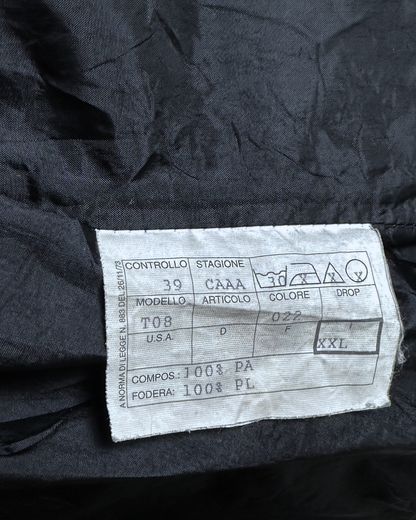 A NORMA DI LEGGE N. 883 DEL 26/11/73
CONTROLLO STAGIONE
39 CAAA 30
MODELLO ARTICOLO COLORE DROP
T08 022
U.S.A. D F I
XXL
COMPOS.: 100% PA
FODERA: 100% PL